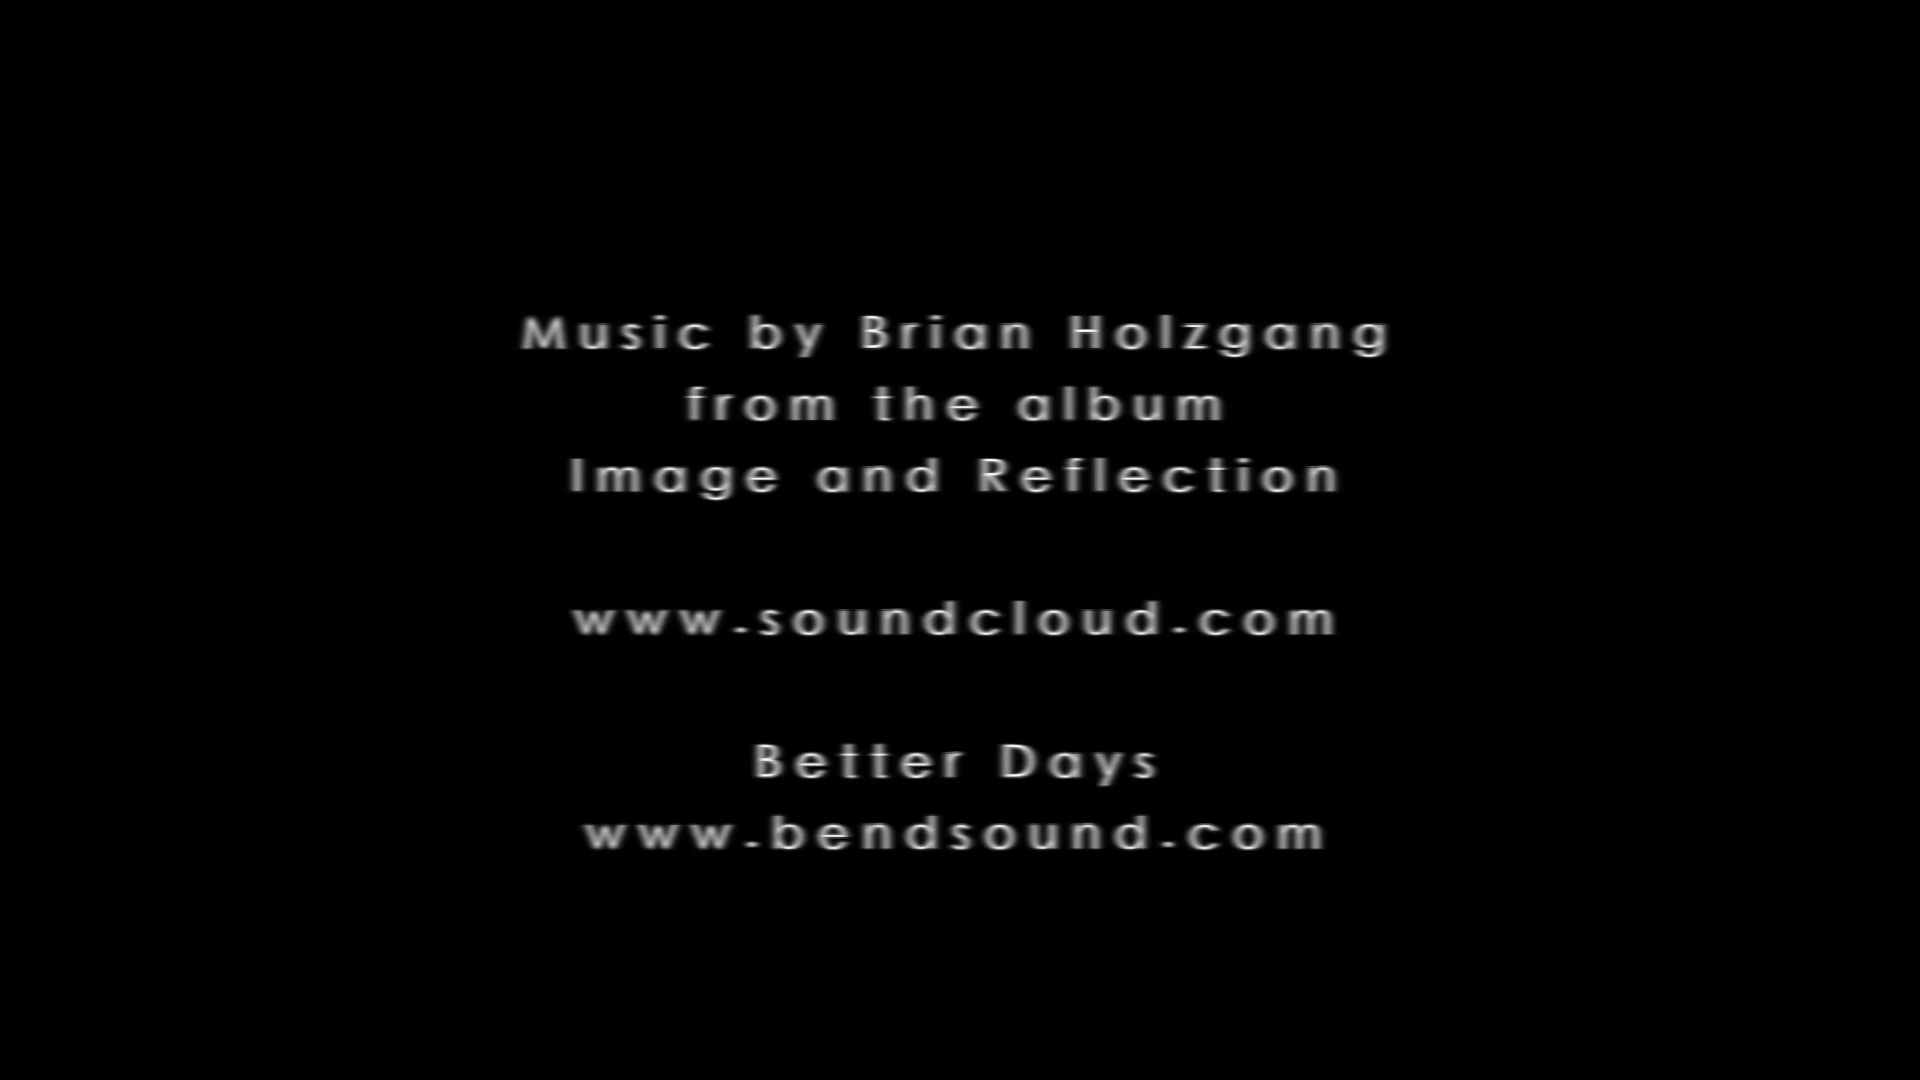 Music by Brian Holzgang
from the album
Image and Reflection
www.soundcloud.com
Better Days
www.bendsound.com